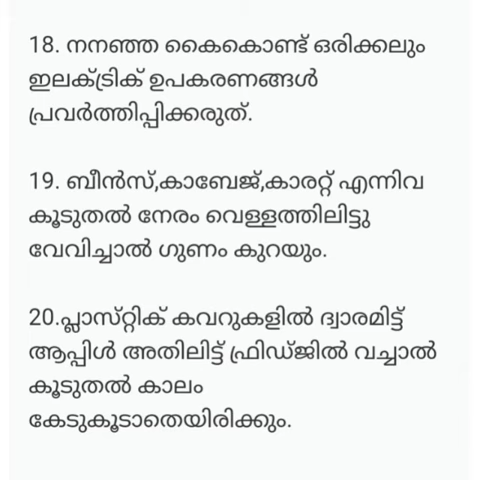 18. നനഞ്ഞ കൈകൊണ്ട് ഒരിക്കലും
ഇലക്ട്രിക് ഉപകരണങ്ങൾ
പ്രവർത്തിപ്പിക്കരുത്.
19. ബീൻസ്,കാബേജ്,കാരറ്റ് എന്നിവ
കൂടുതൽ നേരം വെള്ളത്തിലിട്ടു
വേവിച്ചാൽ ഗുണം കുറയും.
20.പ്ലാസ്റ്റിക് കവറുകളിൽ ദ്വാരമിട്ട്
ആപ്പിൾ അതിലിട്ട് ഫ്രിഡ്ജിൽ വച്ചാൽ
കൂടുതൽ കാലം
കേടുകൂടാതെയിരിക്കും.